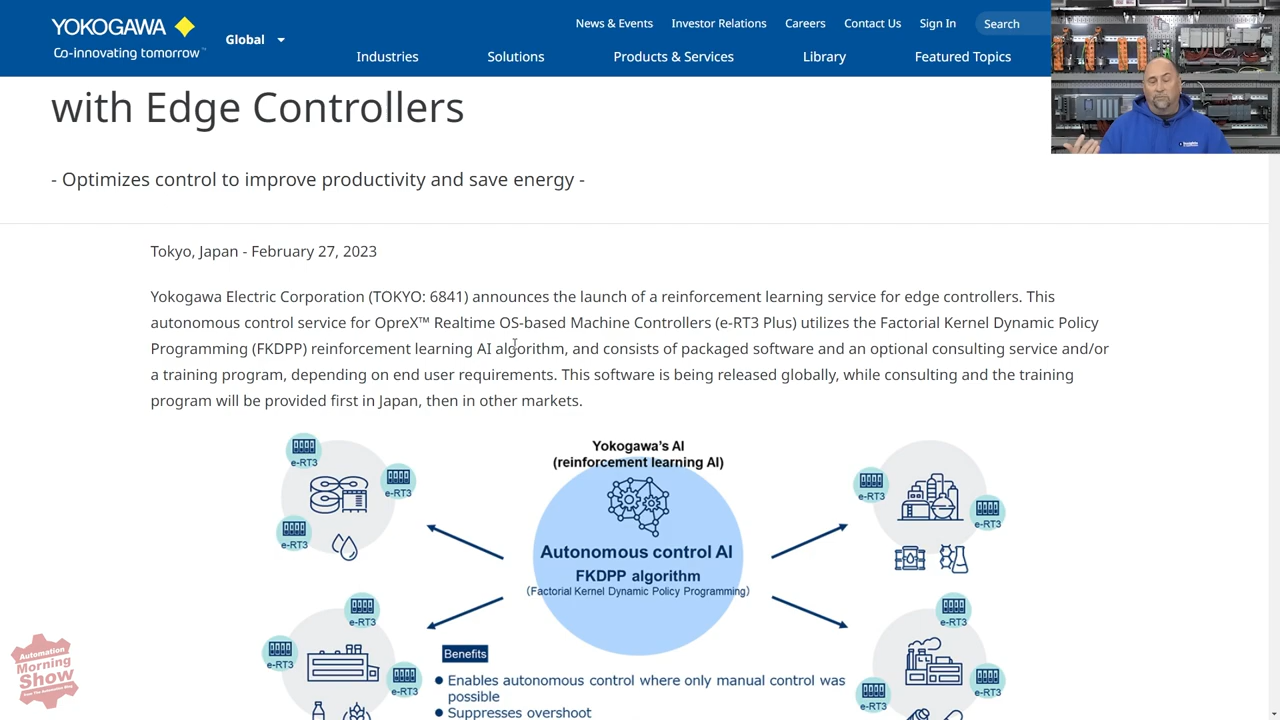 YOKOGAWA
Co-innovating tomorrow™
Global
News & Events
Investor Relations
Careers
Contact Us
Sign In
Search
Industries
Solutions
Products & Services
Library
Featured Topics
with Edge Controllers
- Optimizes control to improve productivity and save energy -
Tokyo, Japan - February 27, 2023
Yokogawa Electric Corporation (TOKYO: 6841) announces the launch of a reinforcement learning service for edge controllers. This
autonomous control service for OpreX™ Realtime OS-based Machine Controllers (e-RT3 Plus) utilizes the Factorial Kernel Dynamic Policy
Programming (FKDPP) reinforcement learning AI algorithm, and consists of packaged software and an optional consulting service and/or
a training program, depending on end user requirements. This software is being released globally, while consulting and the training
program will be provided first in Japan, then in other markets.
Yokogawa's AI
(reinforcement learning AI)
Autonomous control AI
FKDPP algorithm
(Factorial Kernel Dynamic Policy Programming)
e-RT3
e-RT3
e-RT3
e-RT3
e-RT3
e-RT3
e-RT3
e-RT3
e-RT3
e-RT3
e-RT3
Benefits
● Enables autonomous control where only manual control was
possible
● Suppresses overshoot
Automation
Morning
Show